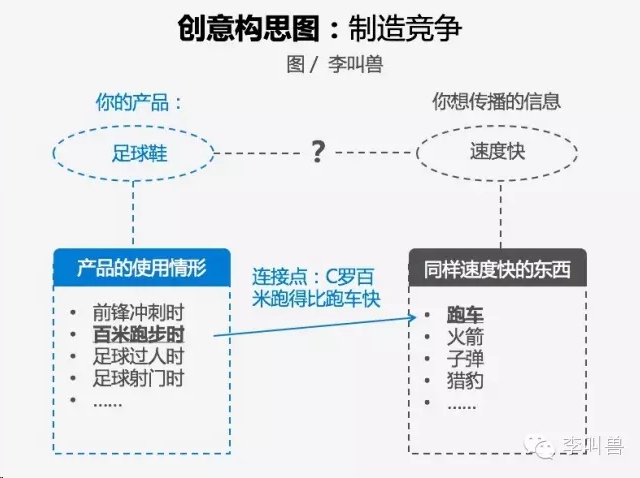 创意构思图：制造竞争
图 / 李叫兽
你的产品：
你想传播的信息
足球鞋
?
速度快
产品的使用情形
• 前锋冲刺时
• 百米跑步时
• 足球过人时
• 足球射门时
• ……
连接点：C罗百
米跑得比跑车快
同样速度快的东西
• 跑车
• 火箭
• 子弹
• 猎豹
• ……
李叫兽